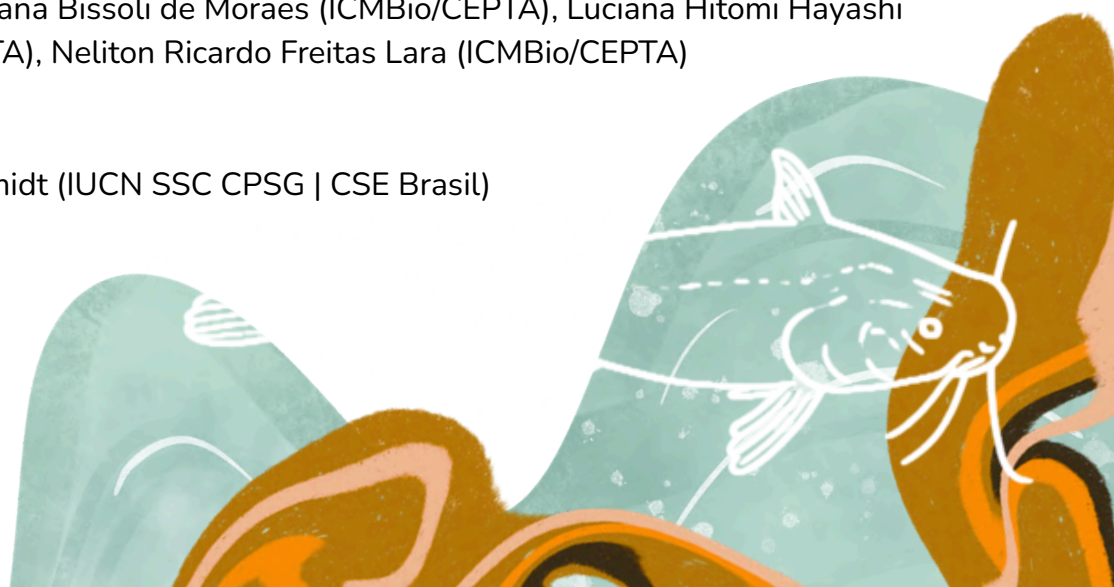 ana Bissoli de Moraes (ICMBio/CEPTA), Luciana Hitomi Hayashi
TA), Neliton Ricardo Freitas Lara (ICMBio/CEPTA)
midt (IUCN SSC CPSG | CSE Brasil)